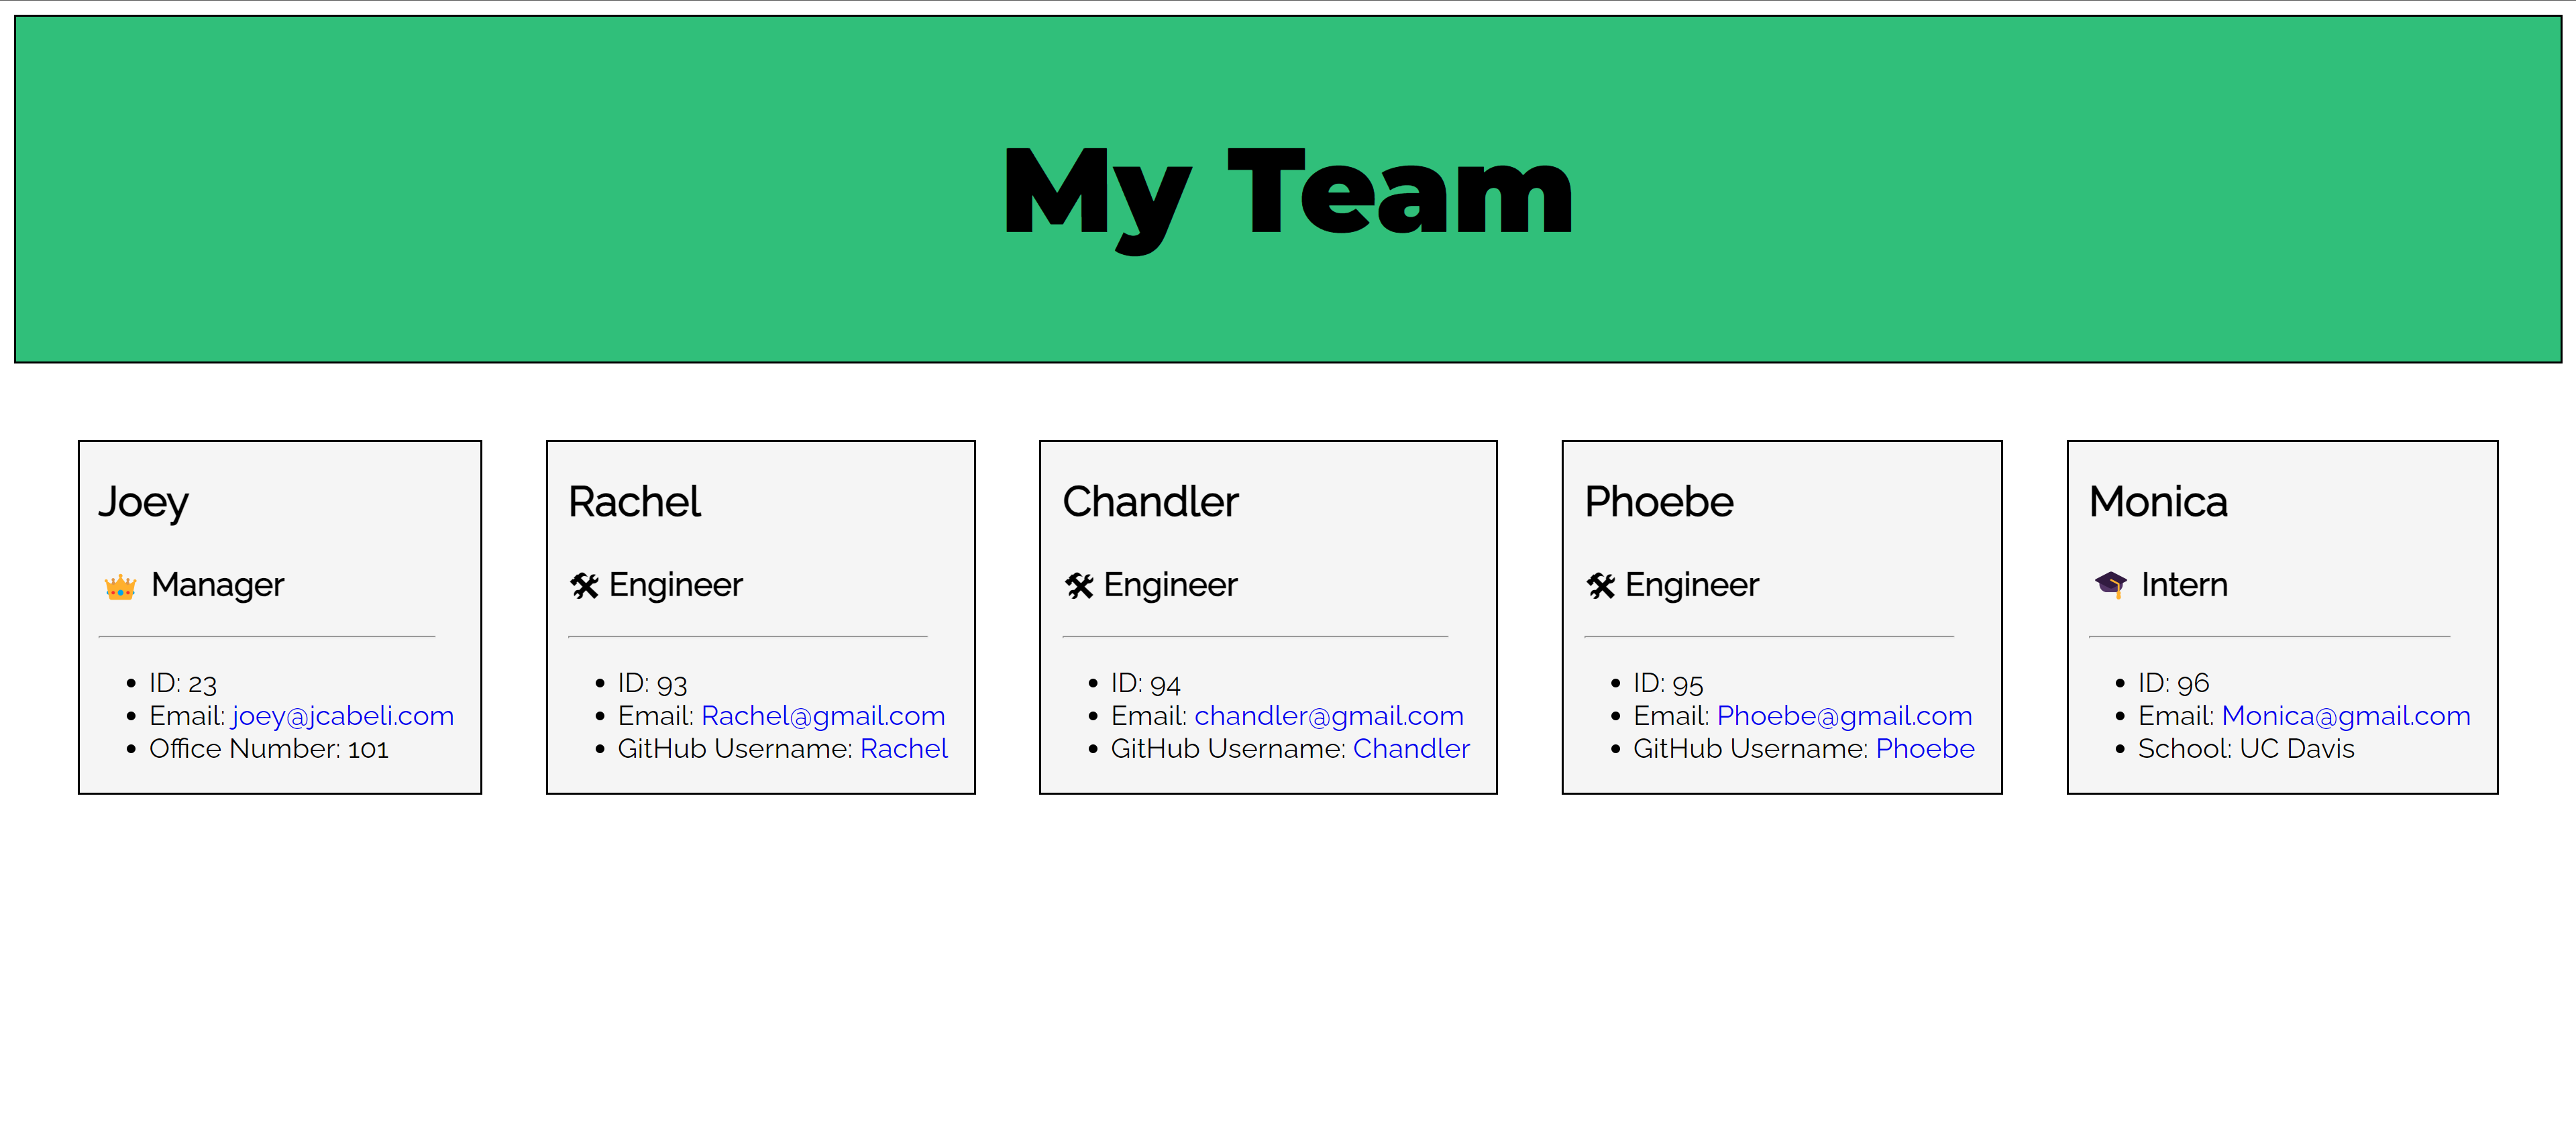 My Team
Joey
👑 Manager
• ID: 23
• Email: joey@jcabeli.com
• Office Number: 101
Rachel
🛠 Engineer
• ID: 93
• Email: Rachel@gmail.com
• GitHub Username: Rachel
Chandler
🛠 Engineer
• ID: 94
• Email: chandler@gmail.com
• GitHub Username: Chandler
Phoebe
🛠 Engineer
• ID: 95
• Email: Phoebe@gmail.com
• GitHub Username: Phoebe
Monica
🎓 Intern
• ID: 96
• Email: Monica@gmail.com
• School: UC Davis